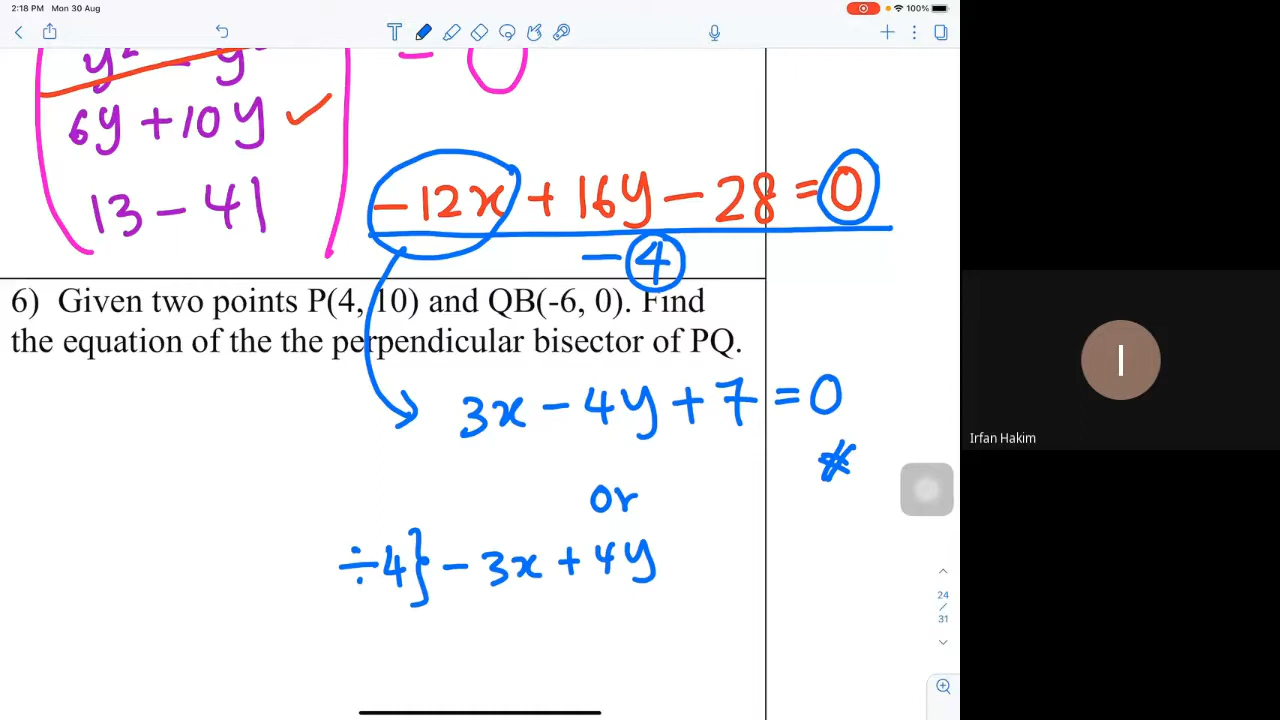 2:18 PM Mon 30 Aug
100%
T
y² - y²
6y + 10y ✓
13 - 41
-12x + 16y - 28 = 0
- 4
6) Given two points P(4, 10) and QB(-6, 0). Find
the equation of the the perpendicular bisector of PQ.
3x - 4y + 7 = 0
or
÷4} - 3x + 4y
24
/
31
I
Irfan Hakim